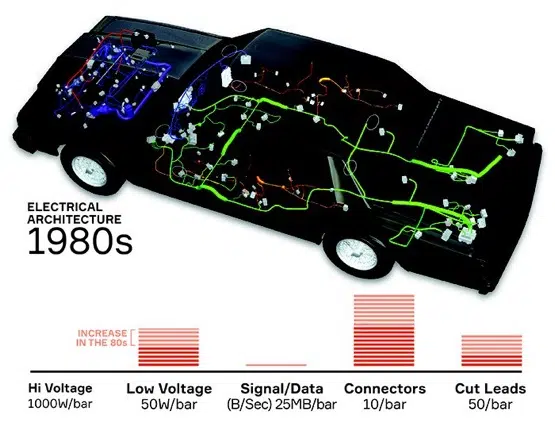 ELECTRICAL
ARCHITECTURE
1980s
INCREASE
IN THE 80s
Hi Voltage
1000W/bar
Low Voltage
50W/bar
Signal/Data
(B/Sec) 25MB/bar
Connectors
10/bar
Cut Leads
50/bar